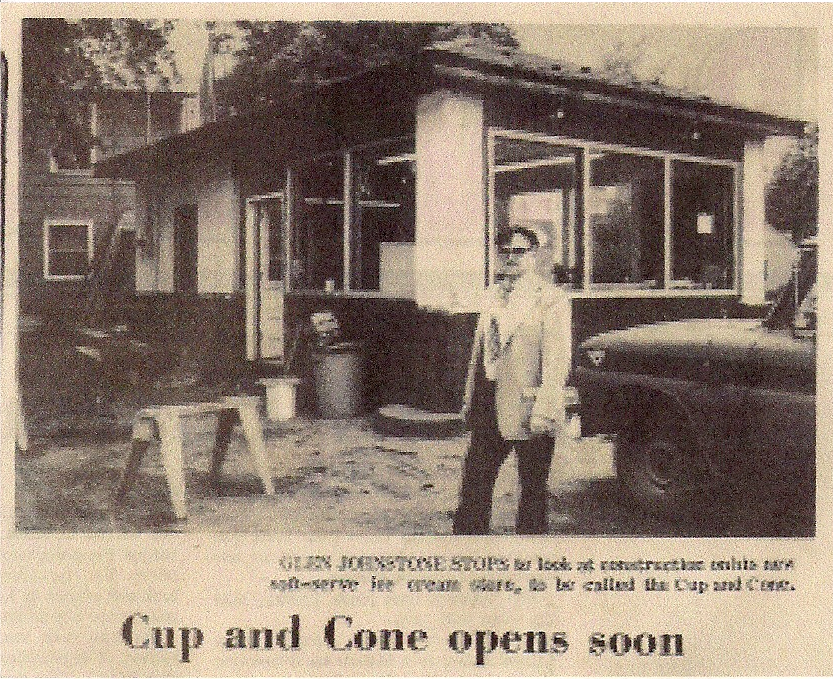 GLEN JOHNSTONE STOPS to look at construction on his new
soft-serve ice cream store, to be called the Cup and Cone.
Cup and Cone opens soon